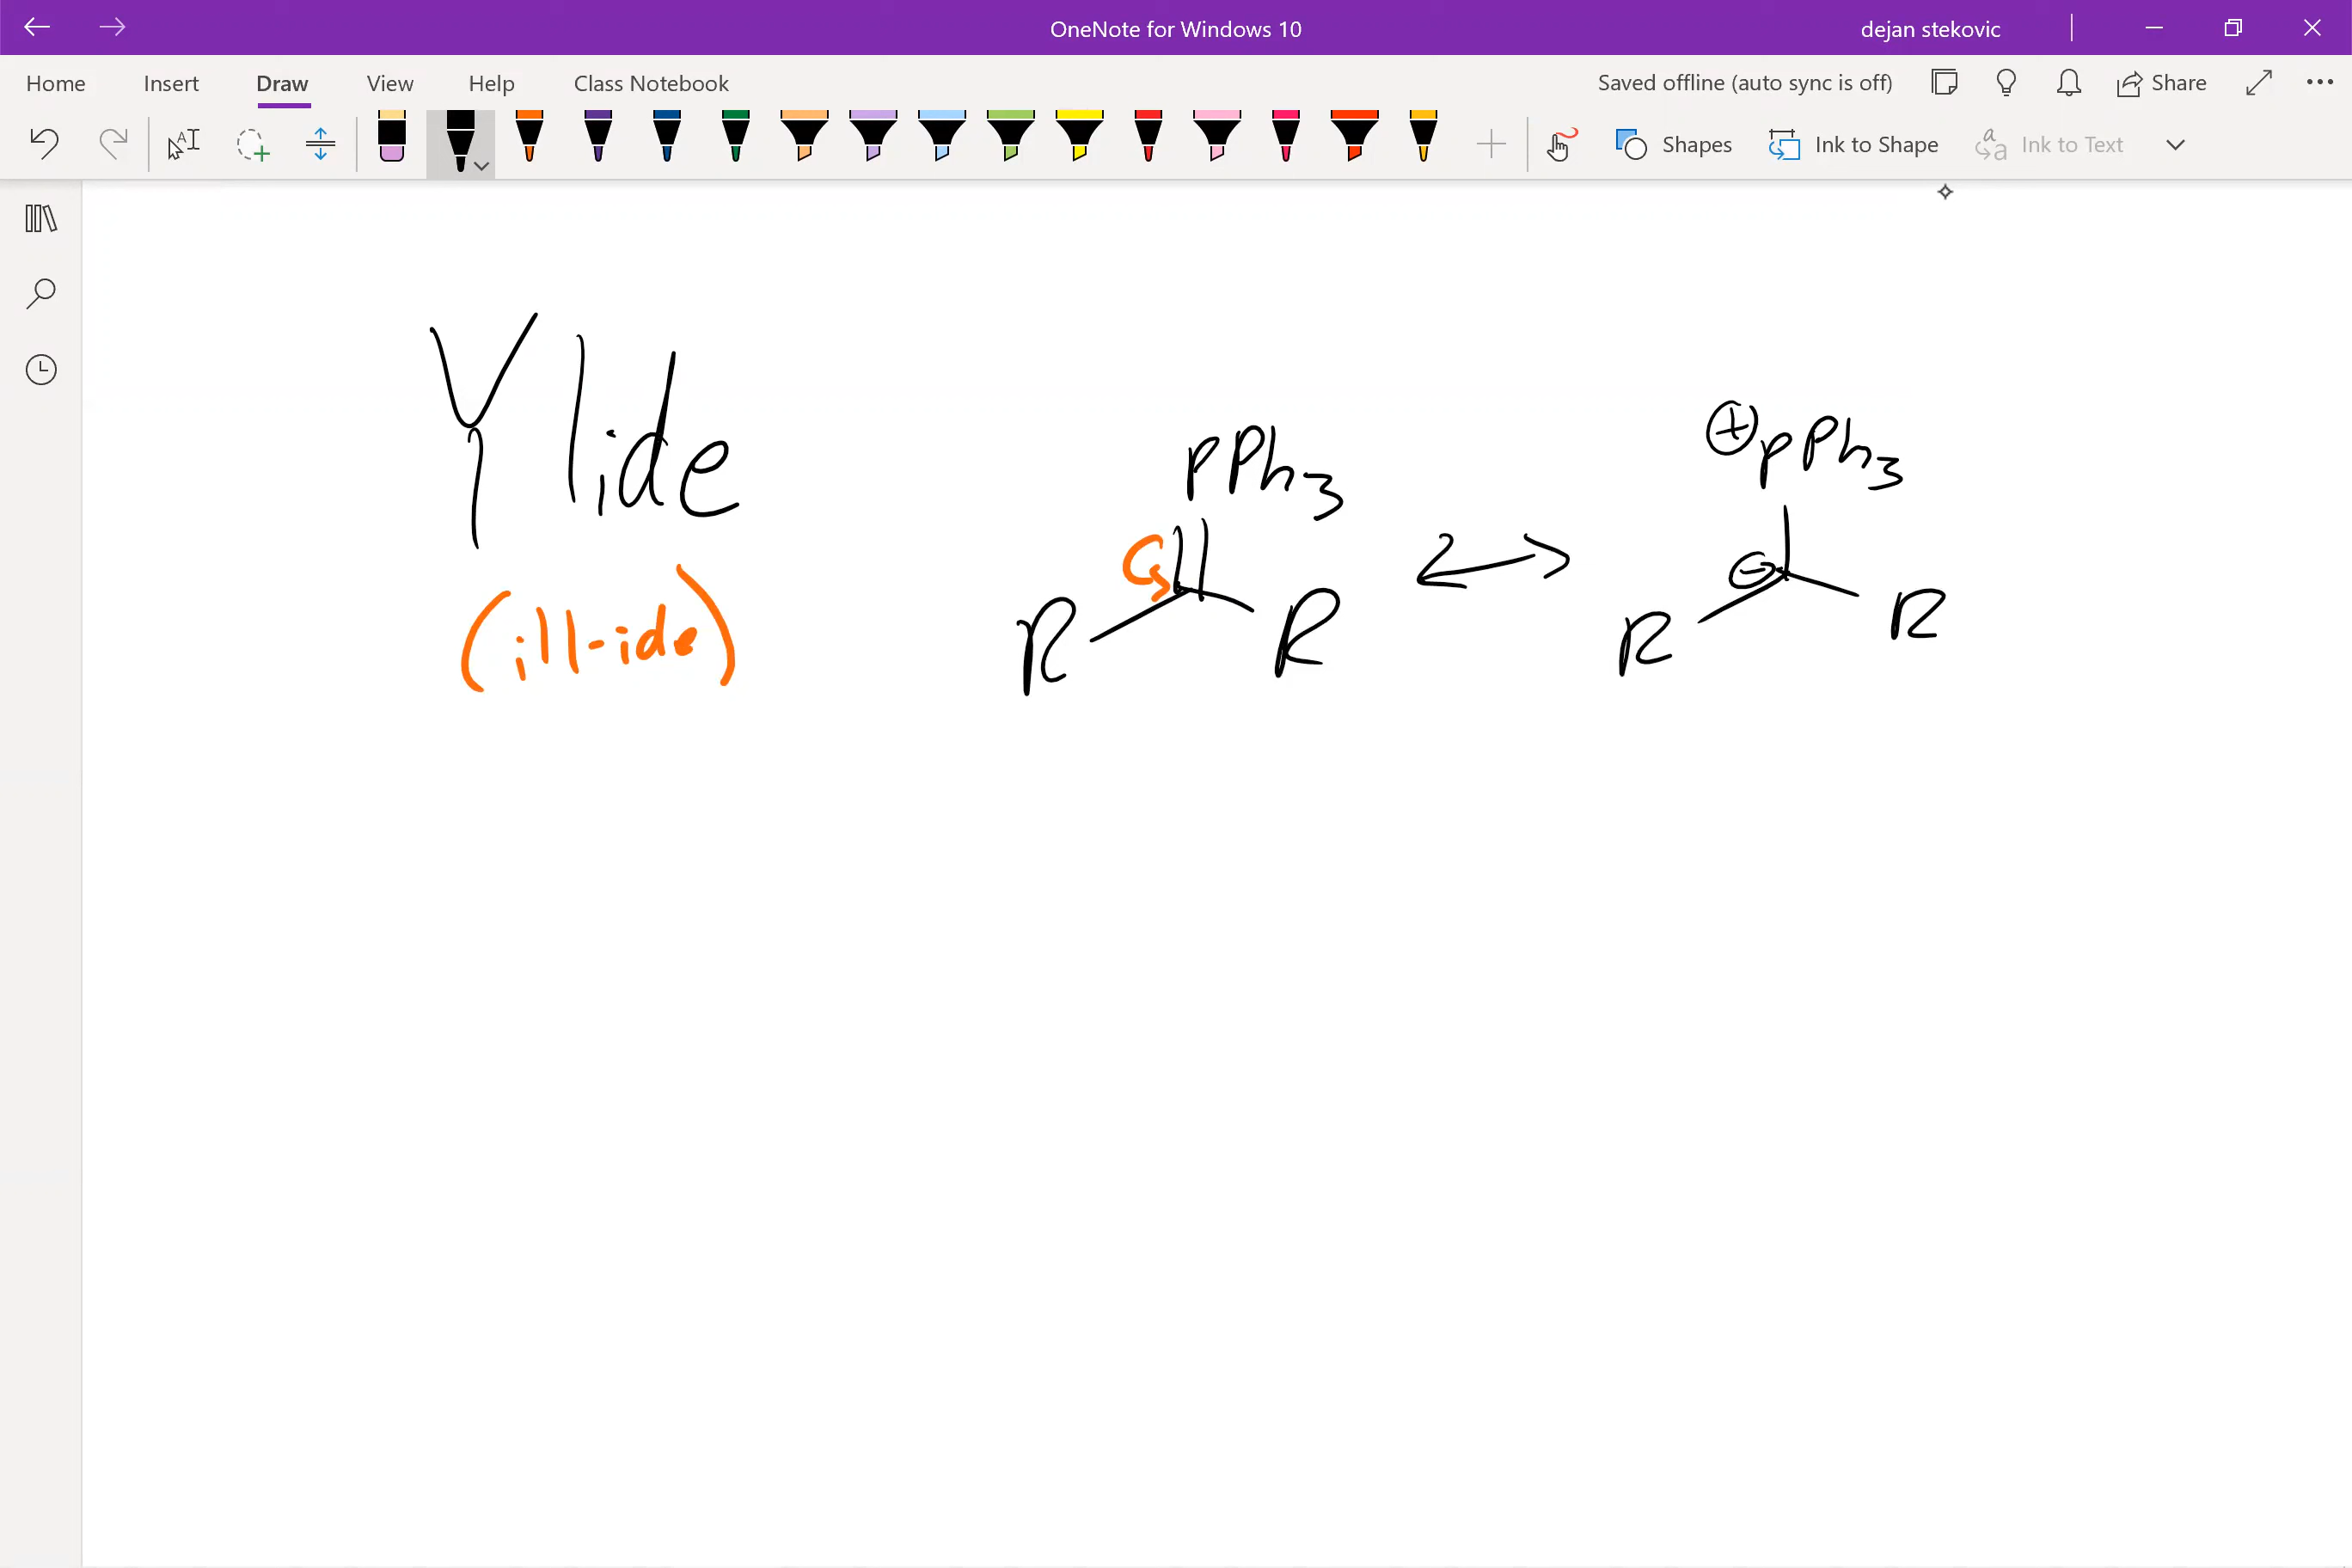 OneNote for Windows 10
dejan stekovic
Home Insert Draw View Help Class Notebook
Saved offline (auto sync is off)
Share
Shapes
Ink to Shape
Ink to Text
Ylide
(ill-ide)
PPh3
R R
⊕PPh3
⊖
R R